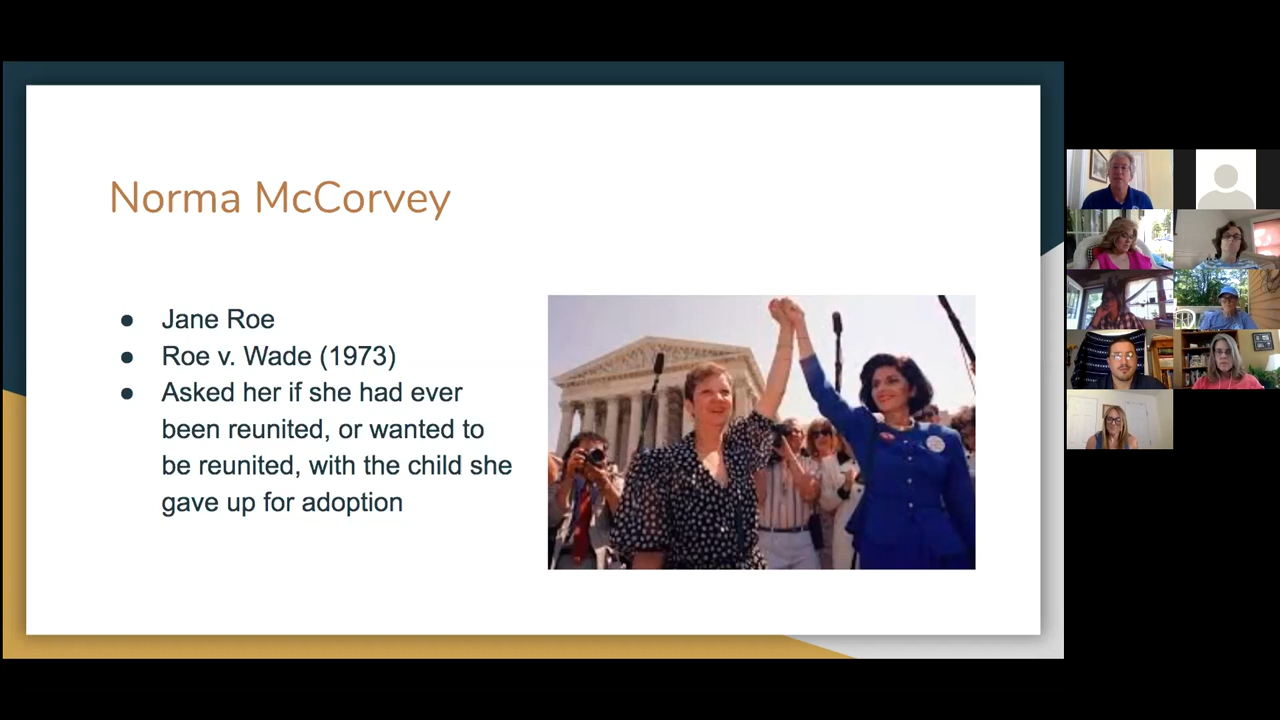 Norma McCorvey
● Jane Roe
● Roe v. Wade (1973)
● Asked her if she had ever
been reunited, or wanted to
be reunited, with the child she
gave up for adoption